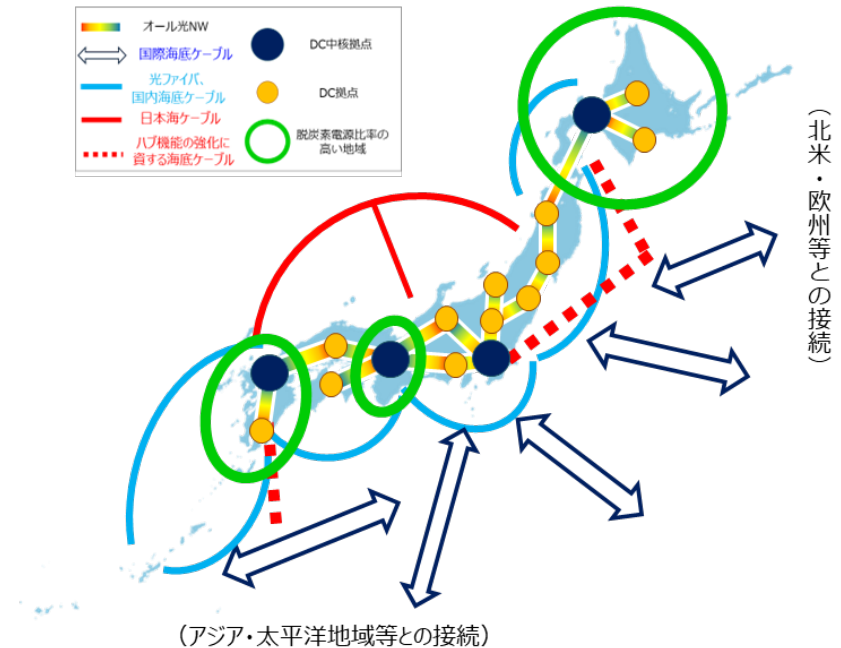 オール光NW
国際海底ケーブル
光ファイバ、
国内海底ケーブル
日本海ケーブル
ハブ機能の強化に
資する海底ケーブル
DC中核拠点
DC拠点
脱炭素電源比率の
高い地域
（北米・欧州等との接続）
（アジア・太平洋地域等との接続）